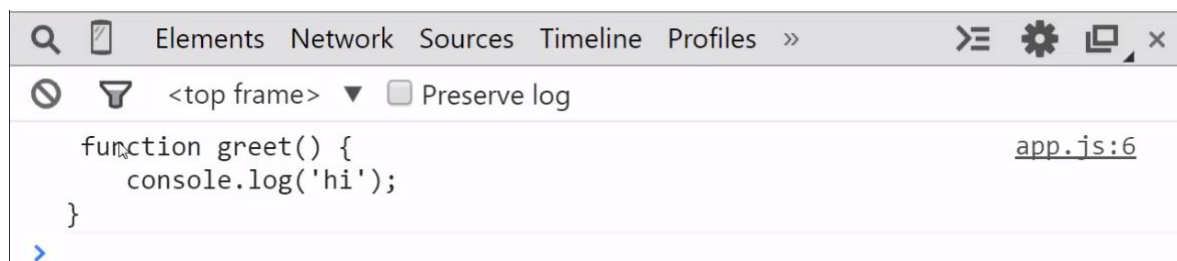 Elements Network Sources Timeline Profiles »
<top frame> ▼ Preserve log
function greet() { app.js:6
console.log('hi');
}
>